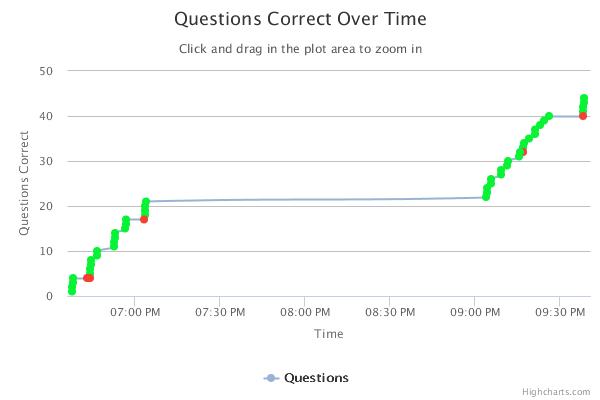 Questions Correct Over Time
Click and drag in the plot area to zoom in
Questions Correct
50
40
30
20
10
0
07:00 PM 07:30 PM 08:00 PM 08:30 PM 09:00 PM 09:30 PM
Time
Questions
Highcharts.com